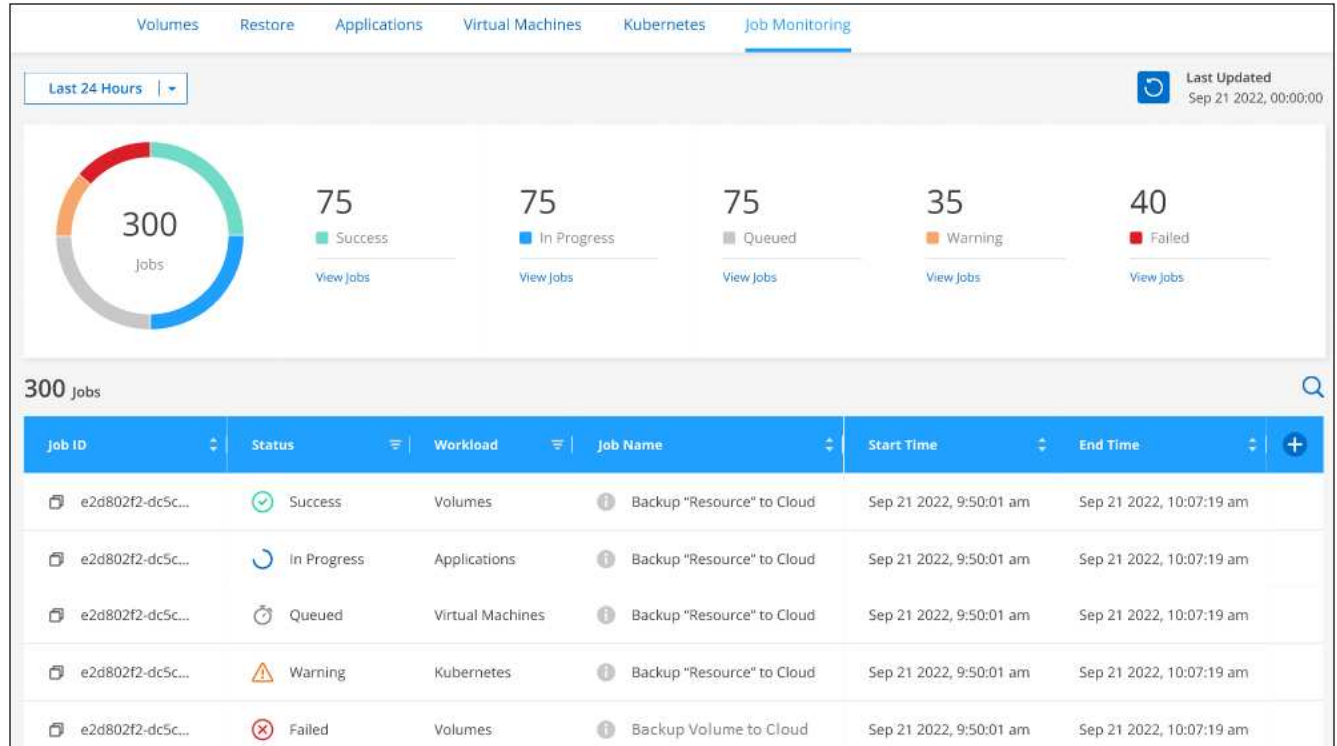 Volumes Restore Applications Virtual Machines Kubernetes Job Monitoring
Last 24 Hours
Last Updated
Sep 21 2022, 00:00:00
300
Jobs
75 75 75 35 40
Success In Progress Queued Warning Failed
View Jobs View Jobs View Jobs View Jobs View Jobs
300 Jobs
Job ID Status Workload Job Name Start Time End Time
e2d802f2-dc5c... Success Volumes Backup "Resource" to Cloud Sep 21 2022, 9:50:01 am Sep 21 2022, 10:07:19 am
e2d802f2-dc5c... In Progress Applications Backup "Resource" to Cloud Sep 21 2022, 9:50:01 am Sep 21 2022, 10:07:19 am
e2d802f2-dc5c... Queued Virtual Machines Backup "Resource" to Cloud Sep 21 2022, 9:50:01 am Sep 21 2022, 10:07:19 am
e2d802f2-dc5c... Warning Kubernetes Backup "Resource" to Cloud Sep 21 2022, 9:50:01 am Sep 21 2022, 10:07:19 am
e2d802f2-dc5c... Failed Volumes Backup Volume to Cloud Sep 21 2022, 9:50:01 am Sep 21 2022, 10:07:19 am